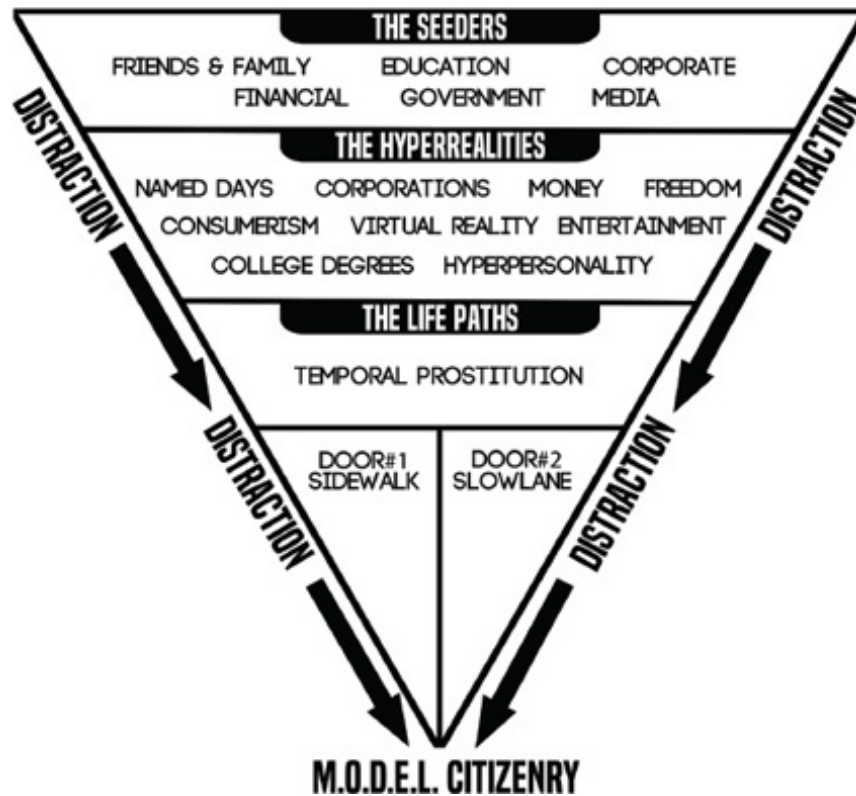 THE SEEDERS
FRIENDS & FAMILY EDUCATION CORPORATE
FINANCIAL GOVERNMENT MEDIA
DISTRACTION
DISTRACTION
THE HYPERREALITIES
NAMED DAYS CORPORATIONS MONEY FREEDOM
CONSUMERISM VIRTUAL REALITY ENTERTAINMENT
COLLEGE DEGREES HYPERPERSONALITY
THE LIFE PATHS
TEMPORAL PROSTITUTION
DISTRACTION
DISTRACTION
DOOR#1
SIDEWALK
DOOR#2
SLOWLANE
M.O.D.E.L. CITIZENRY